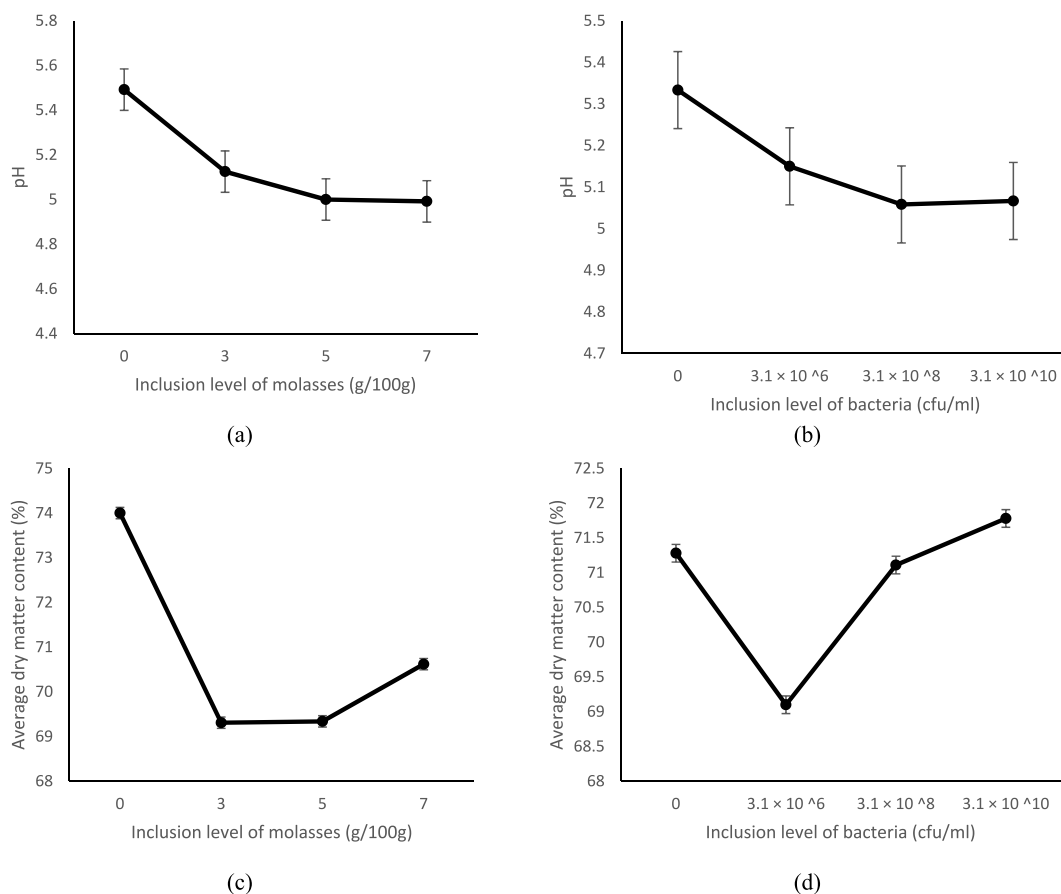 5.8
5.6
5.4
5.2
5
4.8
4.6
4.4
pH
0 3 5 7
Inclusion level of molasses (g/100g)
(a)
5.5
5.4
5.3
5.2
5.1
5
4.9
4.8
4.7
pH
0 3.1 × 10 ^6 3.1 × 10 ^8 3.1 × 10 ^10
Inclusion level of bacteria (cfu/ml)
(b)
75
74
73
72
71
70
69
68
Average dry matter content (%)
0 3 5 7
Inclusion level of molasses (g/100g)
(c)
72.5
72
71.5
71
70.5
70
69.5
69
68.5
68
Average dry matter content (%)
0 3.1 × 10 ^6 3.1 × 10 ^8 3.1 × 10 ^10
Inclusion level of bacteria (cfu/ml)
(d)